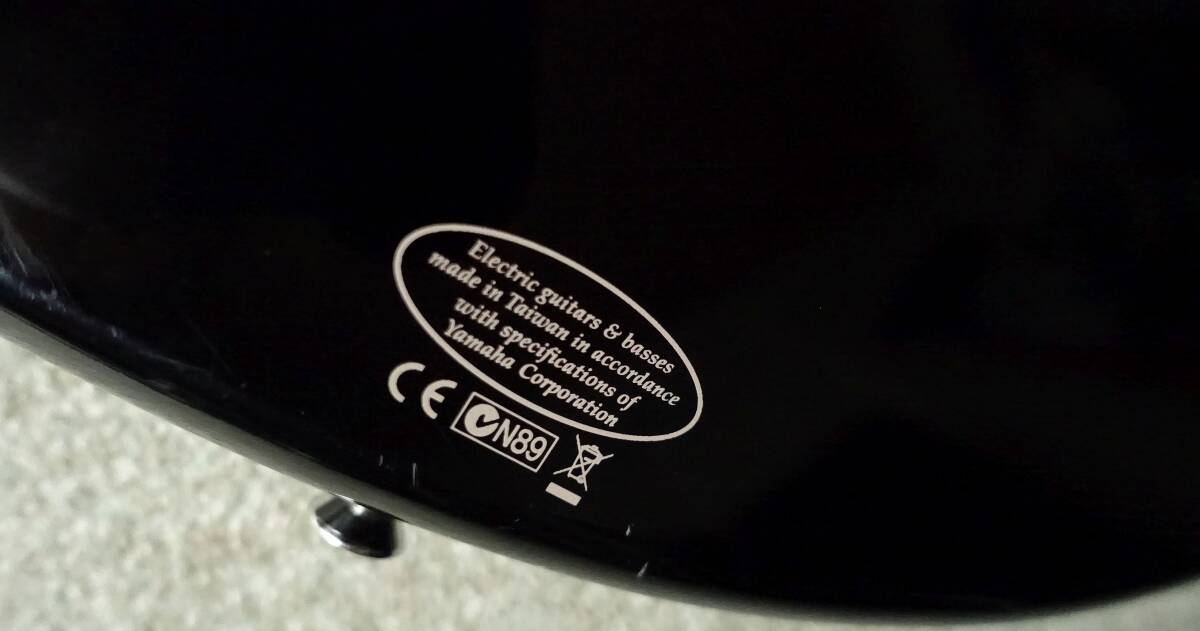 Electric guitars & basses
made in Taiwan in accordance
with specifications of
Yamaha Corporation
CE N89